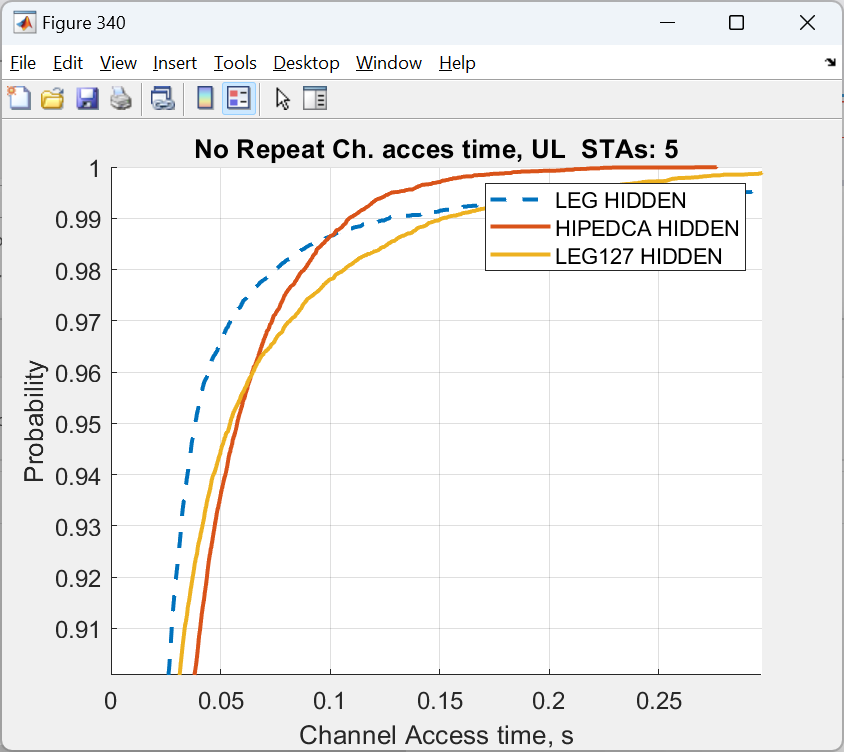 Figure 340
File Edit View Insert Tools Desktop Window Help
No Repeat Ch. acces time, UL  STAs: 5
1
0.99
0.98
0.97
0.96
0.95
0.94
0.93
0.92
0.91
Probability
LEG HIDDEN
HIPEDCA HIDDEN
LEG127 HIDDEN
0 0.05 0.1 0.15 0.2 0.25
Channel Access time, s